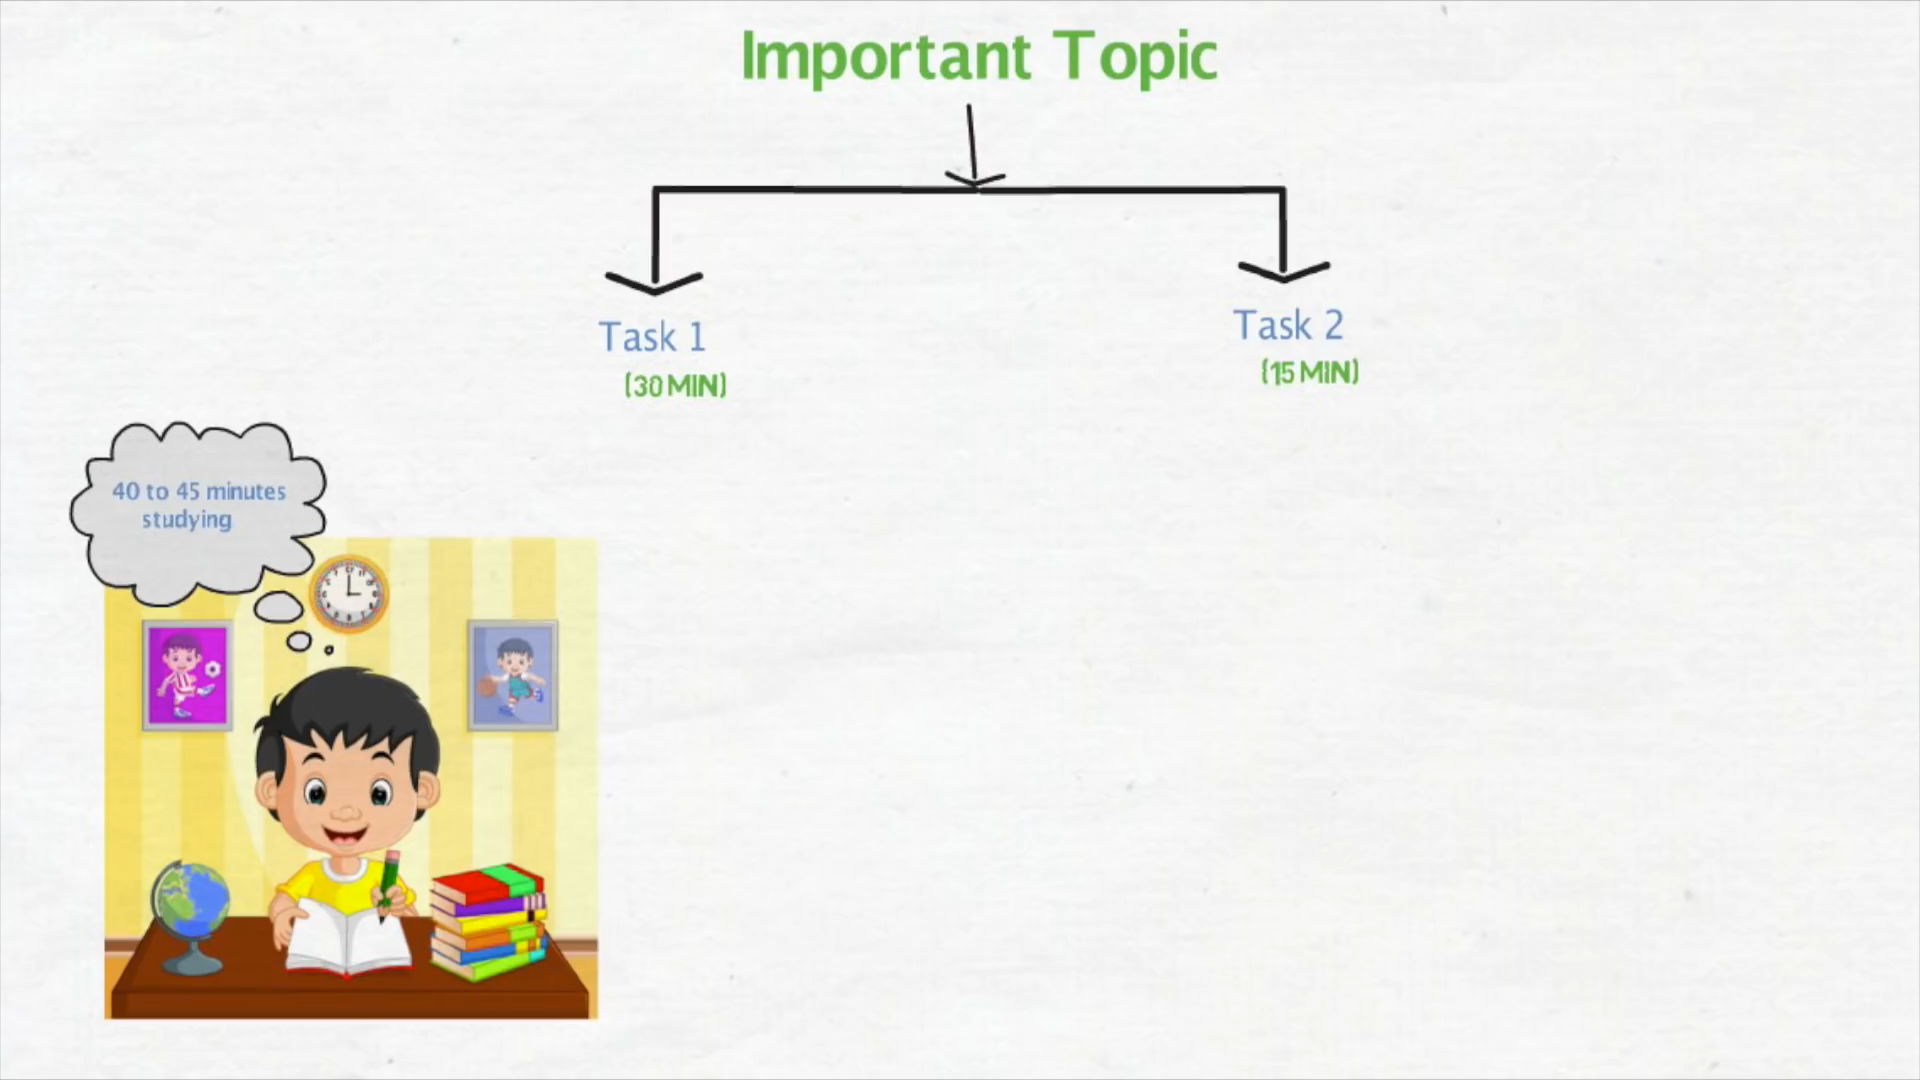 Important Topic
Task 1
(30 MIN)
Task 2
(15 MIN)
40 to 45 minutes
studying